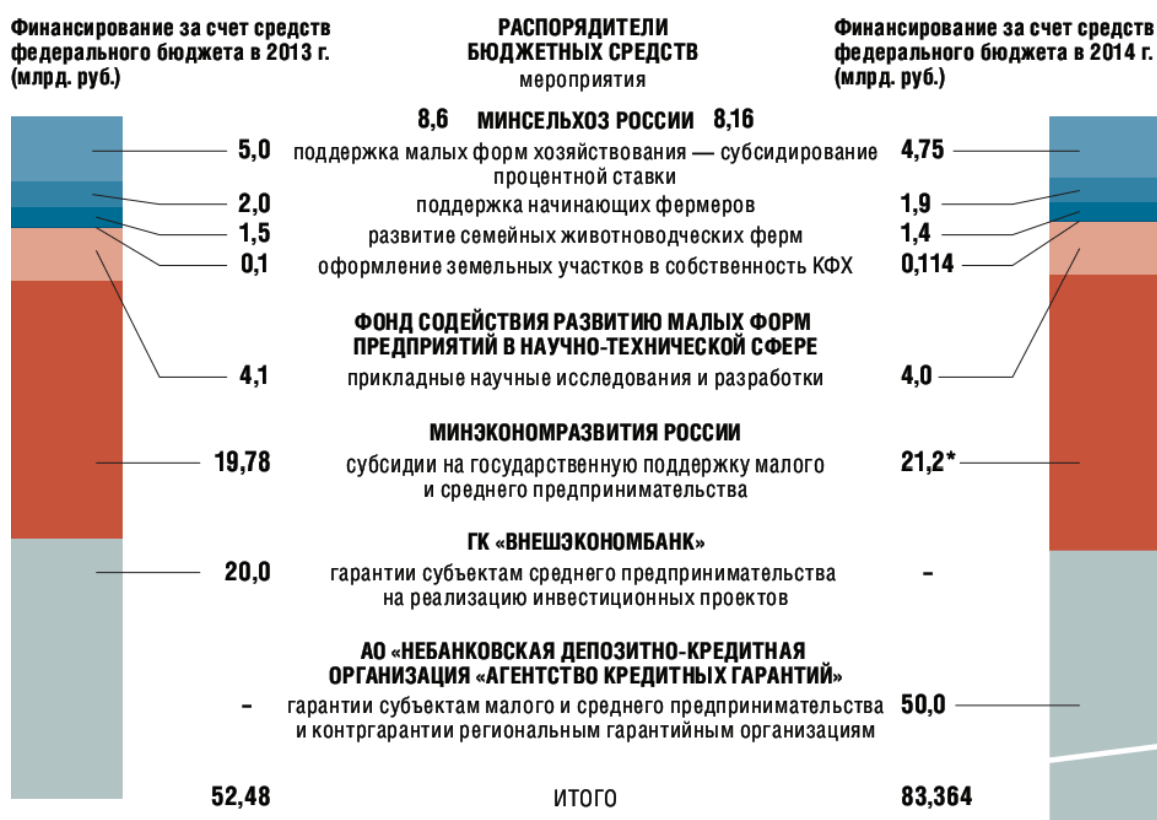 Финансирование за счет средств
федерального бюджета в 2013 г.
(млрд. руб.)
РАСПОРЯДИТЕЛИ
БЮДЖЕТНЫХ СРЕДСТВ
мероприятия
Финансирование за счет средств
федерального бюджета в 2014 г.
(млрд. руб.)
8,6 МИНСЕЛЬХОЗ РОССИИ 8,16
5,0 поддержка малых форм хозяйствования — субсидирование 4,75
процентной ставки
2,0 поддержка начинающих фермеров 1,9
1,5 развитие семейных животноводческих ферм 1,4
0,1 оформление земельных участков в собственность КФХ 0,114
ФОНД СОДЕЙСТВИЯ РАЗВИТИЮ МАЛЫХ ФОРМ
ПРЕДПРИЯТИЙ В НАУЧНО-ТЕХНИЧЕСКОЙ СФЕРЕ
4,1 прикладные научные исследования и разработки 4,0
МИНЭКОНОМРАЗВИТИЯ РОССИИ
19,78 субсидии на государственную поддержку малого 21,2*
и среднего предпринимательства
ГК «ВНЕШЭКОНОМБАНК»
20,0 гарантии субъектам среднего предпринимательства –
на реализацию инвестиционных проектов
АО «НЕБАНКОВСКАЯ ДЕПОЗИТНО-КРЕДИТНАЯ
ОРГАНИЗАЦИЯ «АГЕНТСТВО КРЕДИТНЫХ ГАРАНТИЙ»
– гарантии субъектам малого и среднего предпринимательства 50,0
и контргарантии региональным гарантийным организациям
52,48 ИТОГО 83,364